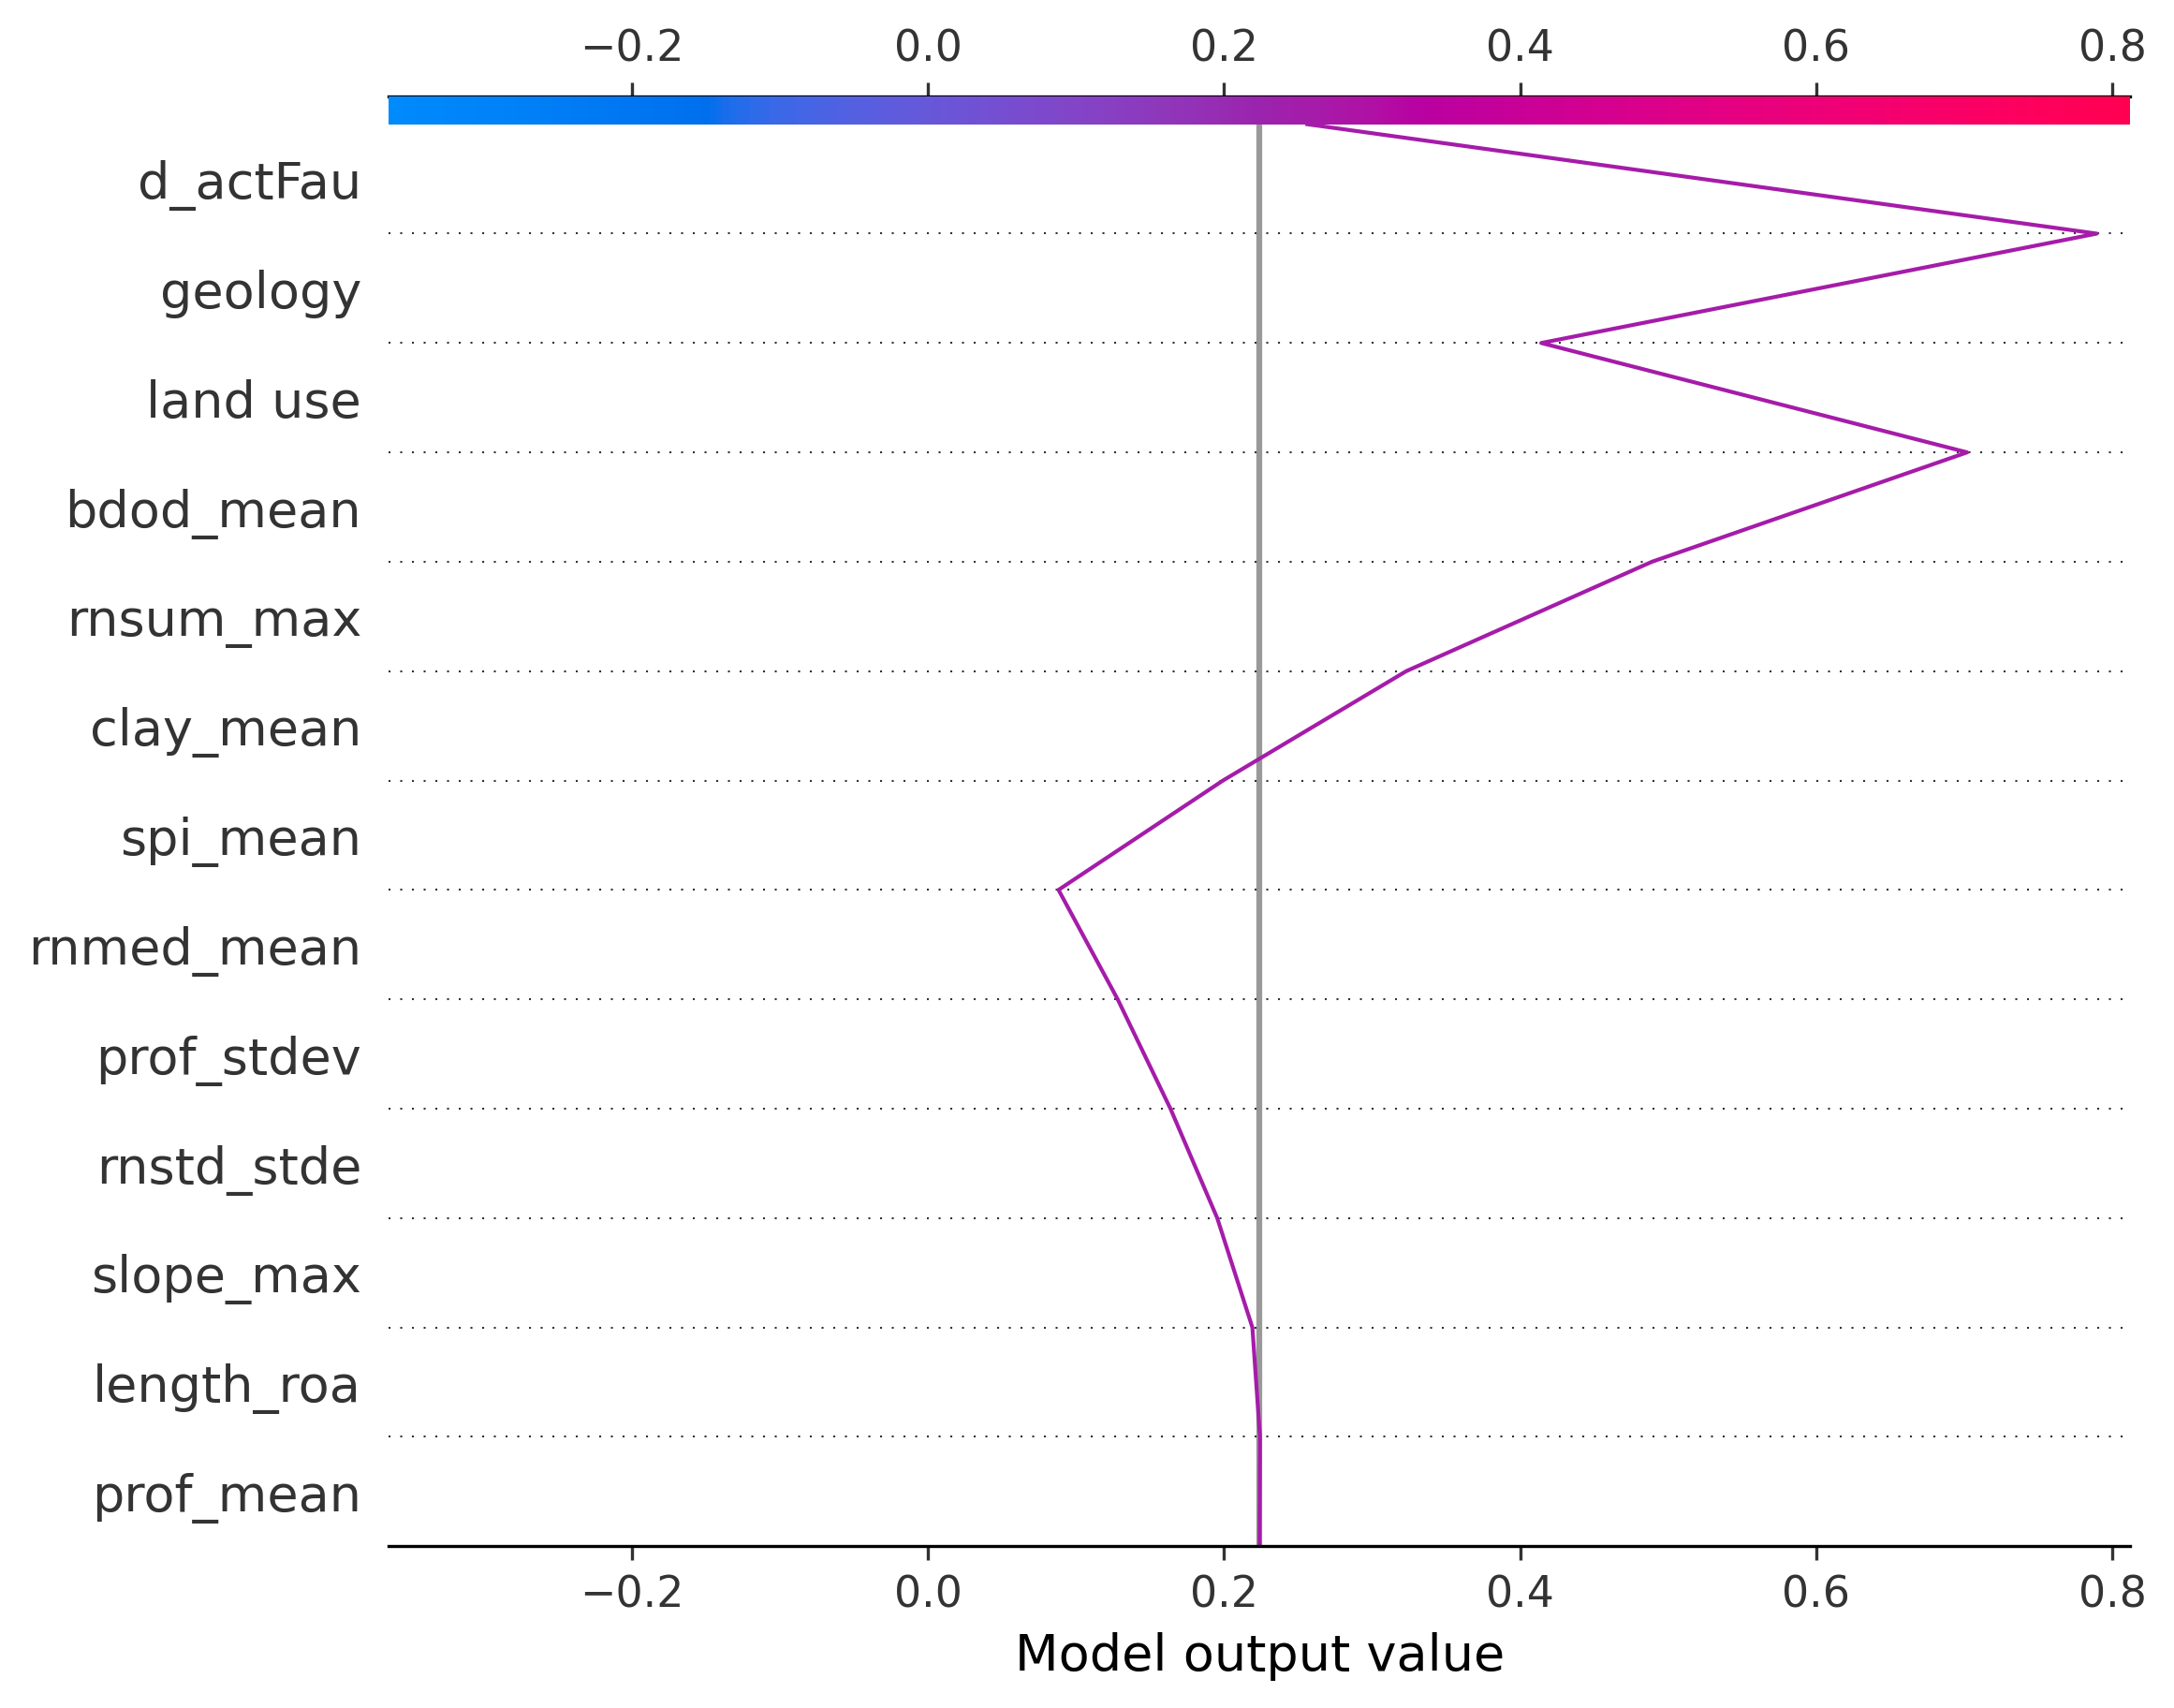 −0.2 0.0 0.2 0.4 0.6 0.8
d_actFau
geology
land use
bdod_mean
rnsum_max
clay_mean
spi_mean
rnmed_mean
prof_stdev
rnstd_stde
slope_max
length_roa
prof_mean
−0.2 0.0 0.2 0.4 0.6 0.8
Model output value